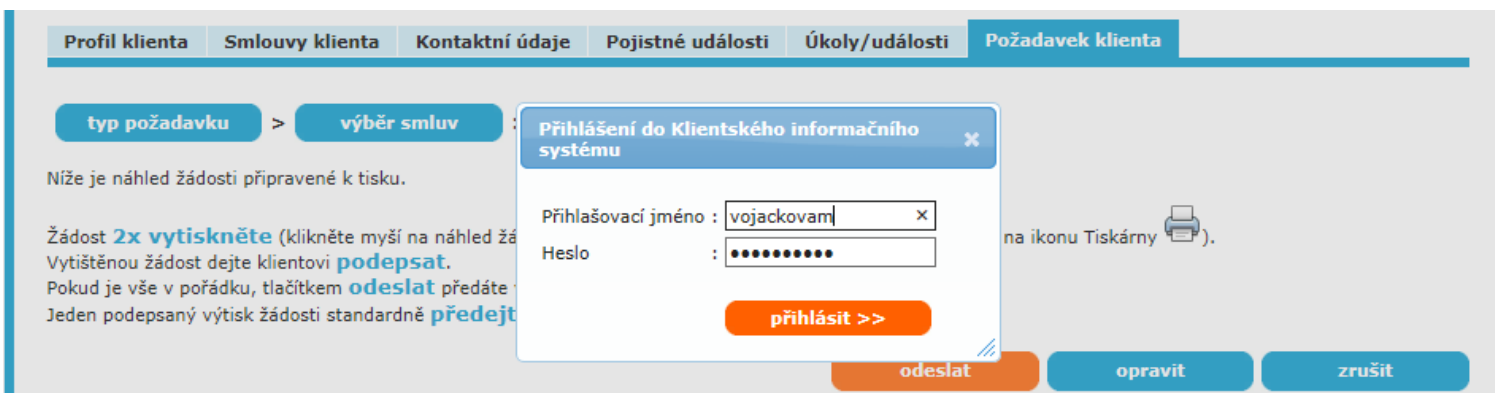 Profil klienta Smlouvy klienta Kontaktní údaje Pojistné události Úkoly/události Požadavek klienta
typ požadavku > výběr smluv
Přihlášení do Klientského informačního
systému
Níže je náhled žádosti připravené k tisku.
Přihlašovací jméno : vojackovam
Heslo : ●●●●●●●●●●
Žádost 2x vytiskněte (klikněte myší na náhled žá
na ikonu Tiskárny ).
Vytištěnou žádost dejte klientovi podepsat.
Pokud je vše v pořádku, tlačítkem odeslat předáte
Jeden podepsaný výtisk žádosti standardně předejt
přihlásit >>
odeslat opravit zrušit